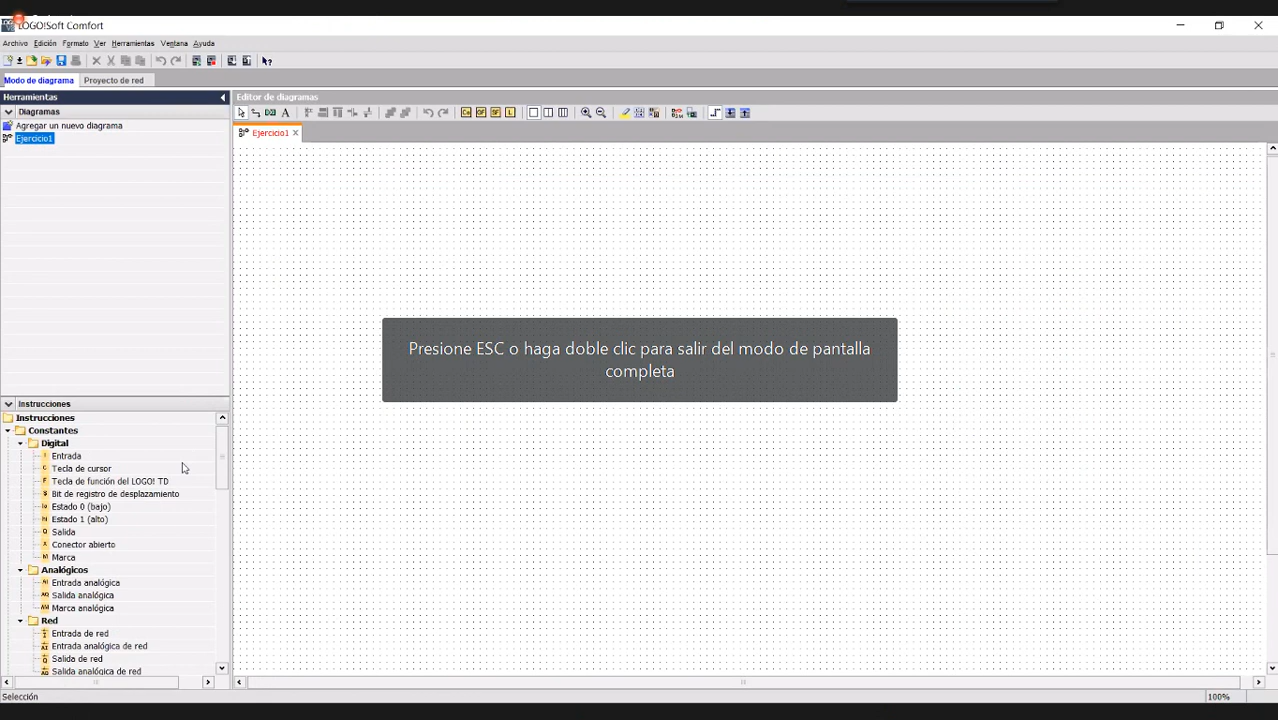 LOGO!Soft Comfort
Archivo Edición Formato Ver Herramientas Ventana Ayuda
Modo de diagrama Proyecto de red
Herramientas
Editor de diagramas
Diagramas
Agregar un nuevo diagrama
Ejercicio1
Ejercicio1
Presione ESC o haga doble clic para salir del modo de pantalla
completa
Instrucciones
Instrucciones
Constantes
Digital
Entrada
Tecla de cursor
Tecla de función del LOGO! TD
Bit de registro de desplazamiento
Estado 0 (bajo)
Estado 1 (alto)
Salida
Conector abierto
Marca
Analógicos
Entrada analógica
Salida analógica
Marca analógica
Red
Entrada de red
Entrada analógica de red
Salida de red
Salida analógica de red
Selección
100%